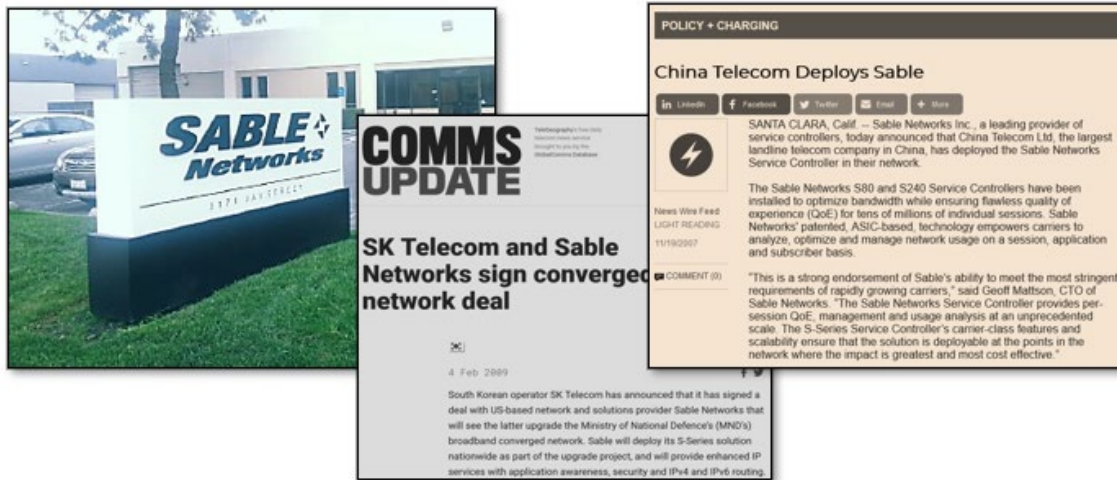 SABLE
Networks
3171 JAY STREET
COMMS
UPDATE
TeleGeography's free daily
telecom news service
brought to you by the
GlobalComms Database.
SK Telecom and Sable
Networks sign converged
network deal
4 Feb 2009
South Korean operator SK Telecom has announced that it has signed a
deal with US-based network and solutions provider Sable Networks that
will see the latter upgrade the Ministry of National Defence's (MND's)
broadband converged network. Sable will deploy its S-Series solution
nationwide as part of the upgrade project, and will provide enhanced IP
services with application awareness, security and IPv4 and IPv6 routing.
POLICY + CHARGING
China Telecom Deploys Sable
in LinkedIn
f Facebook
Twitter
Email
+ More
News Wire Feed
LIGHT READING
11/19/2007
COMMENT (0)
SANTA CLARA, Calif. -- Sable Networks Inc., a leading provider of
service controllers, today announced that China Telecom Ltd, the largest
landline telecom company in China, has deployed the Sable Networks
Service Controller in their network.
The Sable Networks S80 and S240 Service Controllers have been
installed to optimize bandwidth while ensuring flawless quality of
experience (QoE) for tens of millions of individual sessions. Sable
Networks' patented, ASIC-based, technology empowers carriers to
analyze, optimize and manage network usage on a session, application
and subscriber basis.
"This is a strong endorsement of Sable's ability to meet the most stringent
requirements of rapidly growing carriers," said Geoff Mattson, CTO of
Sable Networks. "The Sable Networks Service Controller provides per-
session QoE, management and usage analysis at an unprecedented
scale. The S-Series Service Controller's carrier-class features and
scalability ensure that the solution is deployable at the points in the
network where the impact is greatest and most cost effective."